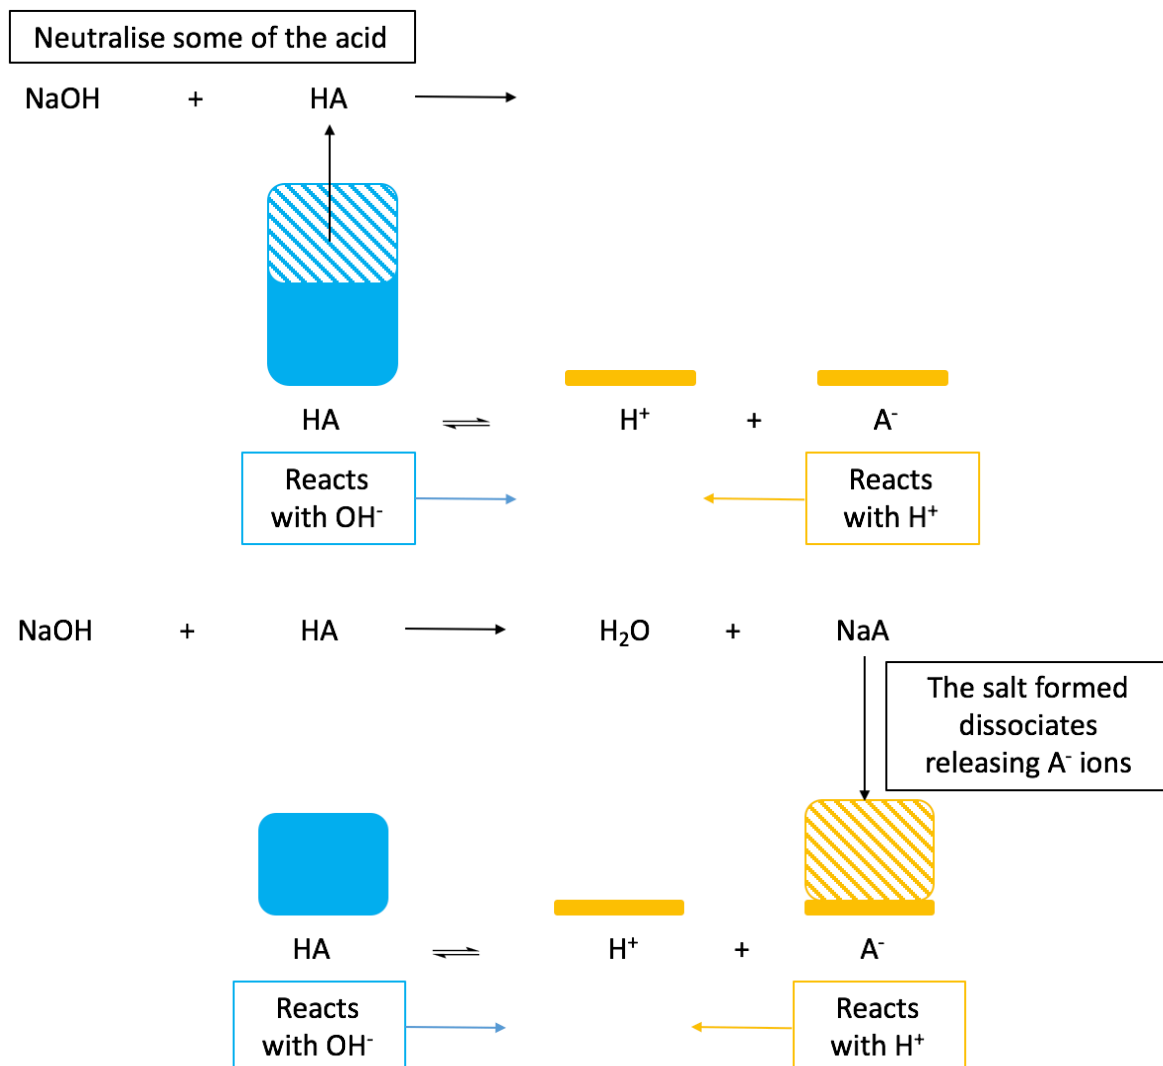 Neutralise some of the acid
NaOH + HA ⟶
HA ⇌ H⁺ + A⁻
Reacts
with OH⁻
Reacts
with H⁺
NaOH + HA ⟶ H₂O + NaA
The salt formed
dissociates
releasing A⁻ ions
HA ⇌ H⁺ + A⁻
Reacts
with OH⁻
Reacts
with H⁺